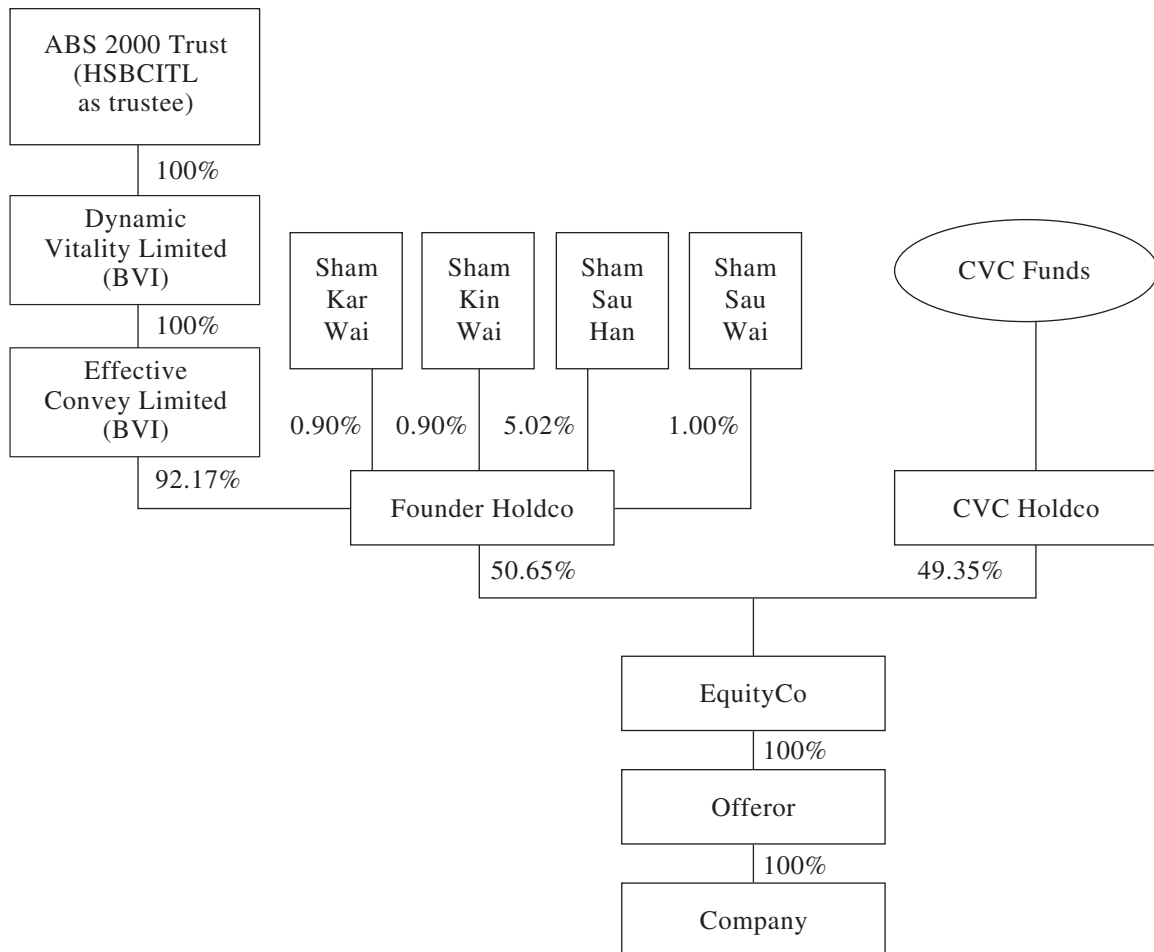 ABS 2000 Trust
(HSBCITL
as trustee)
100%
Dynamic
Vitality Limited
(BVI)
100%
Effective
Convey Limited
(BVI)
92.17%
Sham
Kar
Wai
0.90%
Sham
Kin
Wai
0.90%
Sham
Sau
Han
5.02%
Sham
Sau
Wai
1.00%
CVC Funds
Founder Holdco
CVC Holdco
50.65%
49.35%
EquityCo
100%
Offeror
100%
Company